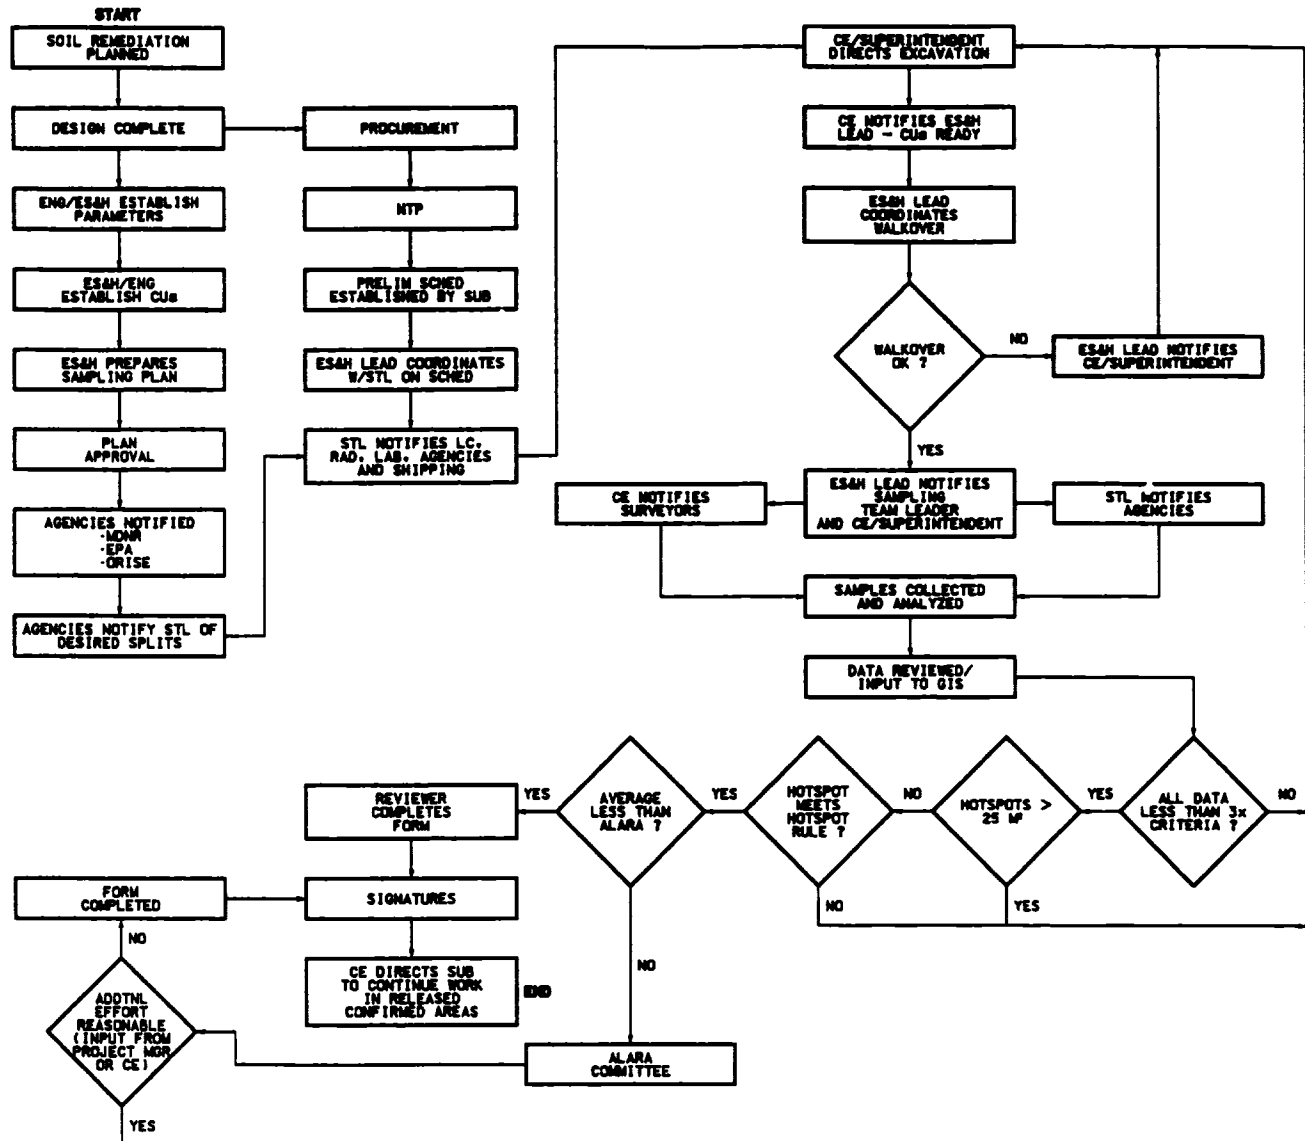 START
SOIL REMEDIATION
PLANNED
DESIGN COMPLETE
ENG/ES&H ESTABLISH
PARAMETERS
ES&H/ENG
ESTABLISH CUs
ES&H PREPARES
SAMPLING PLAN
PLAN
APPROVAL
AGENCIES NOTIFIED
·MDNR
·EPA
·ORISE
AGENCIES NOTIFY STL OF
DESIRED SPLITS
PROCUREMENT
NTP
PRELIM SCHED
ESTABLISHED BY SUB
ES&H LEAD COORDINATES
W/STL ON SCHED
STL NOTIFIES LC.
RAD. LAB. AGENCIES
AND SHIPPING
CE/SUPERINTENDENT
DIRECTS EXCAVATION
CE NOTIFIES ES&H
LEAD - CUs READY
ES&H LEAD
COORDINATES
WALKOVER
WALKOVER
OK ?
NO
ES&H LEAD NOTIFIES
CE/SUPERINTENDENT
YES
ES&H LEAD NOTIFIES
SAMPLING
TEAM LEADER
AND CE/SUPERINTENDENT
CE NOTIFIES
SURVEYORS
STL NOTIFIES
AGENCIES
SAMPLES COLLECTED
AND ANALYZED
DATA REVIEWED/
INPUT TO GIS
ALL DATA
LESS THAN 3x
CRITERIA ?
NO
YES
HOTSPOTS >
25 M²
YES
NO
HOTSPOT
MEETS
HOTSPOT
RULE ?
NO
YES
AVERAGE
LESS THAN
ALARA ?
YES
NO
REVIEWER
COMPLETES
FORM
SIGNATURES
CE DIRECTS SUB
TO CONTINUE WORK
IN RELEASED
CONFIRMED AREAS
END
ALARA
COMMITTEE
FORM
COMPLETED
NO
ADDTNL
EFFORT
REASONABLE
(INPUT FROM
PROJECT MGR
OR CE)
YES